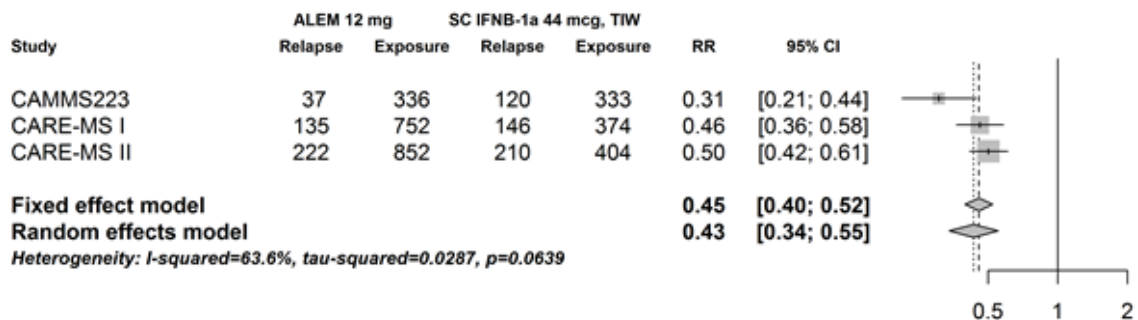 ALEM 12 mg SC IFNB-1a 44 mcg, TIW
Study Relapse Exposure Relapse Exposure RR 95% CI
CAMMS223 37 336 120 333 0.31 [0.21; 0.44]
CARE-MS I 135 752 146 374 0.46 [0.36; 0.58]
CARE-MS II 222 852 210 404 0.50 [0.42; 0.61]
Fixed effect model 0.45 [0.40; 0.52]
Random effects model 0.43 [0.34; 0.55]
Heterogeneity: I-squared=63.6%, tau-squared=0.0287, p=0.0639
0.5 1 2